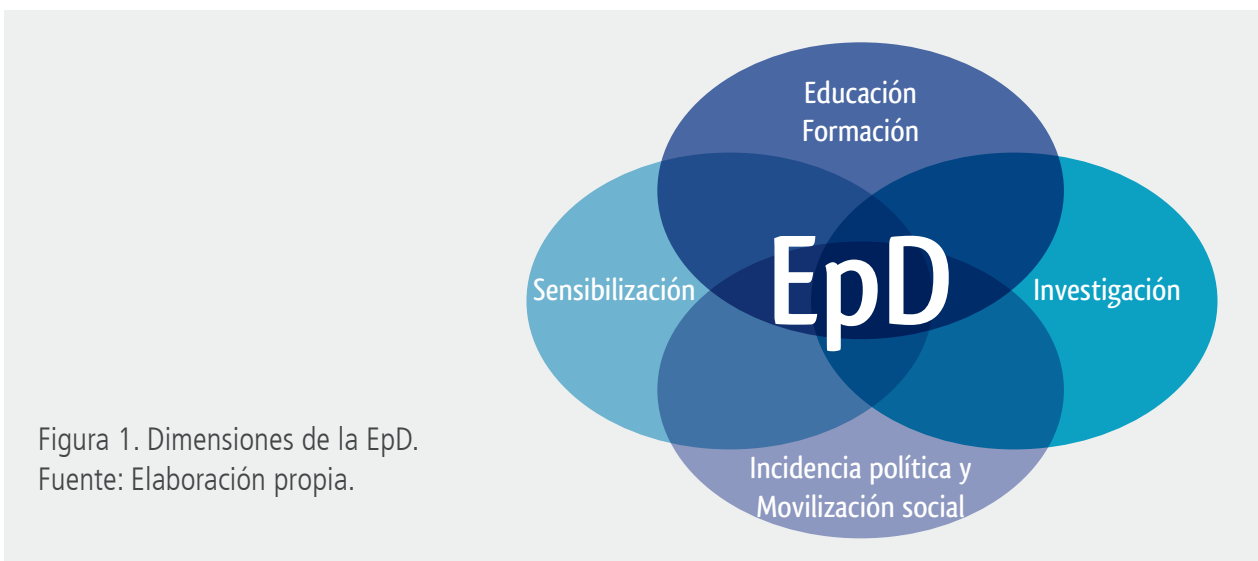 Educación
Formación
Sensibilización
EpD
Investigación
Incidencia política y
Movilización social
Figura 1. Dimensiones de la EpD.
Fuente: Elaboración propia.